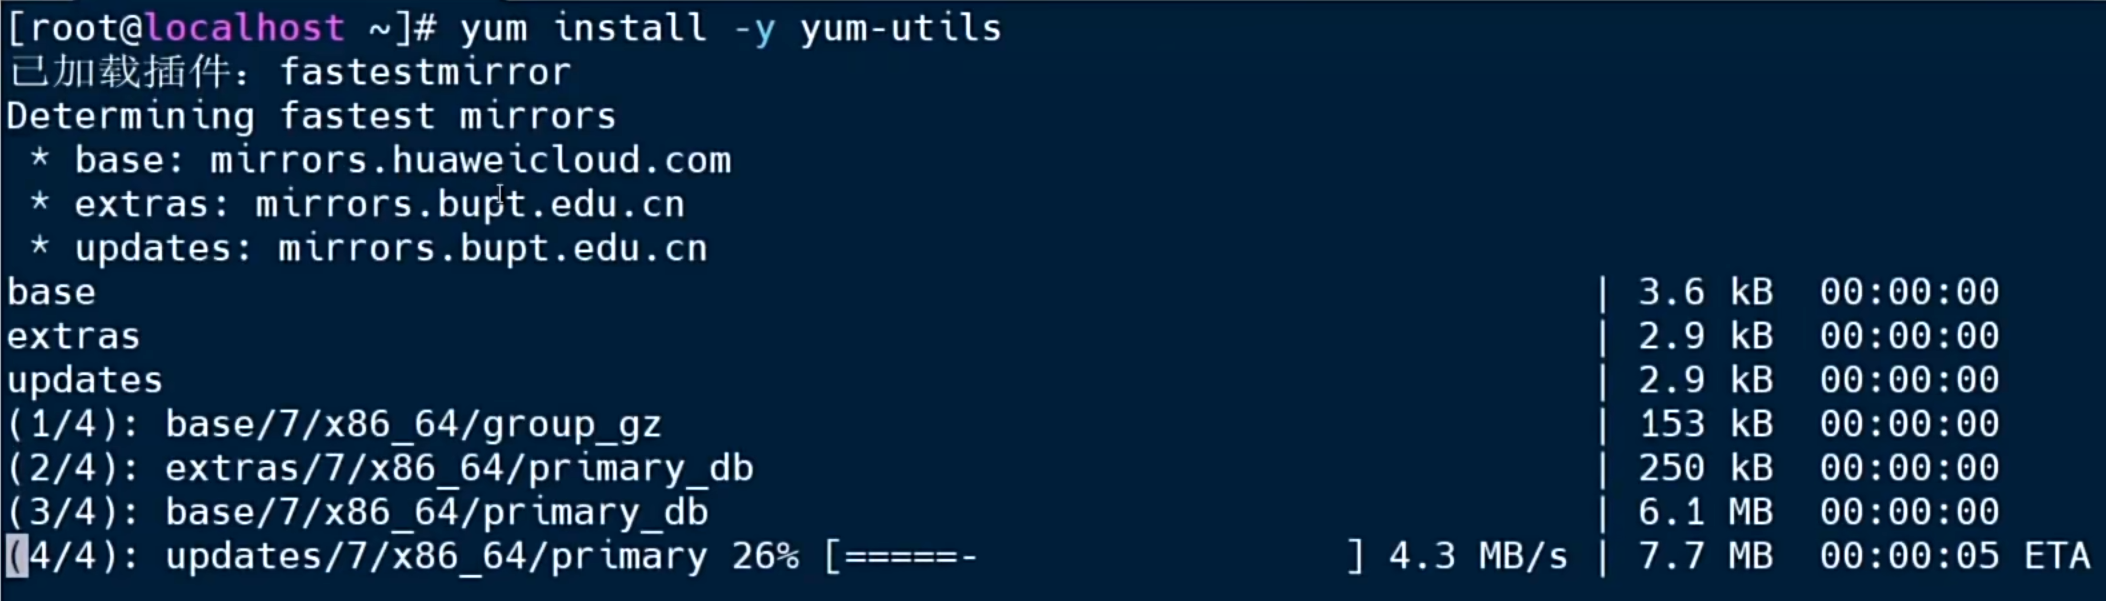 [root@localhost ~]# yum install -y yum-utils
已加载插件：fastestmirror
Determining fastest mirrors
 * base: mirrors.huaweicloud.com
 * extras: mirrors.bupt.edu.cn
 * updates: mirrors.bupt.edu.cn
base | 3.6 kB 00:00:00
extras | 2.9 kB 00:00:00
updates | 2.9 kB 00:00:00
(1/4): base/7/x86_64/group_gz | 153 kB 00:00:00
(2/4): extras/7/x86_64/primary_db | 250 kB 00:00:00
(3/4): base/7/x86_64/primary_db | 6.1 MB 00:00:00
(4/4): updates/7/x86_64/primary 26% [=====- ] 4.3 MB/s | 7.7 MB 00:00:05 ETA